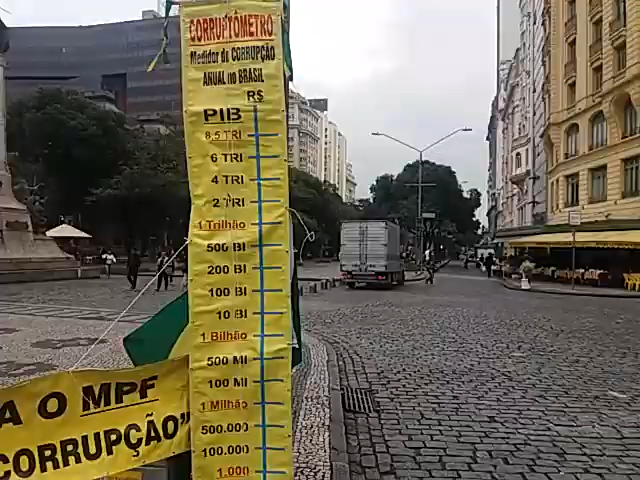 CORRUPTÔMETRO
Medidor da CORRUPÇÃO
ANUAL no BRASIL
R$
PIB
8,5 TRI
6 TRI
4 TRI
2 TRI
1 Trilhão
500 BI
200 BI
100 BI
10 BI
1 Bilhão
500 MI
100 MI
1 Milhão
500.000
100.000
1.000
A O MPF
CORRUPÇÃO”